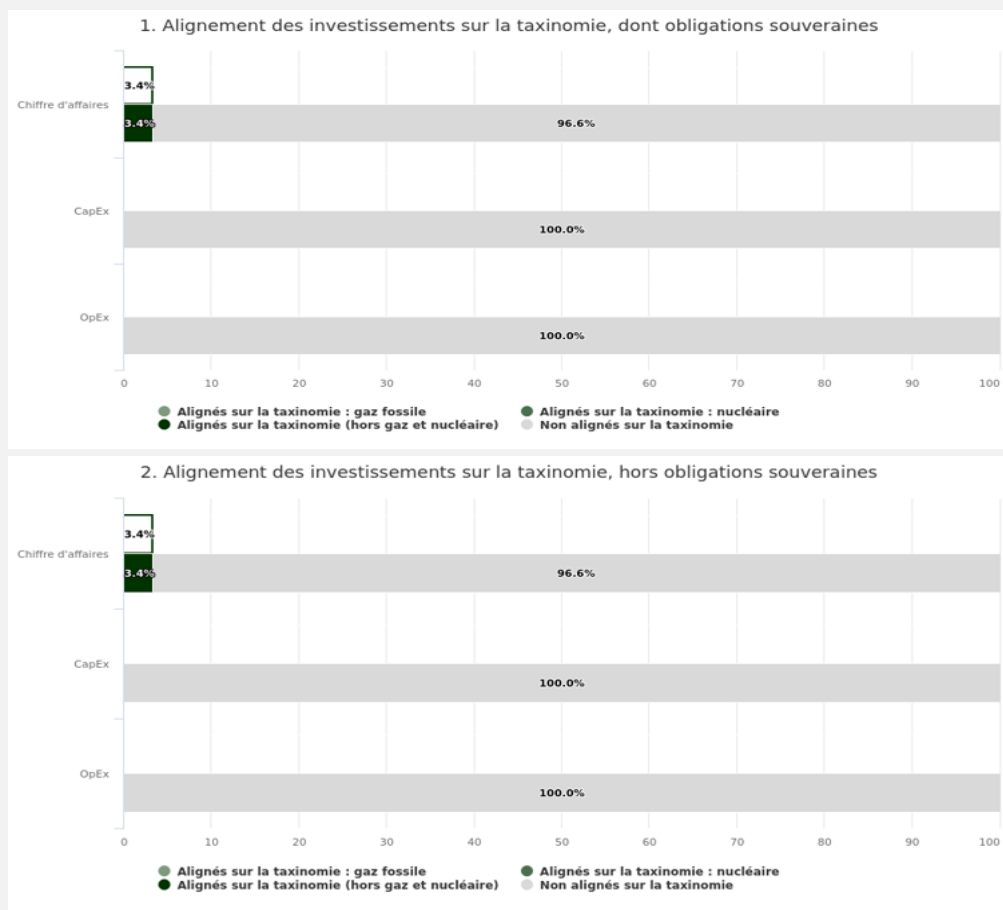 1. Alignement des investissements sur la taxinomie, dont obligations souveraines
3.4%
Chiffre d'affaires
3.4% 96.6%
CapEx
100.0%
OpEx
100.0%
0 10 20 30 40 50 60 70 80 90 100
Alignés sur la taxinomie : gaz fossile Alignés sur la taxinomie : nucléaire
Alignés sur la taxinomie (hors gaz et nucléaire) Non alignés sur la taxinomie
2. Alignement des investissements sur la taxinomie, hors obligations souveraines
3.4%
Chiffre d'affaires
3.4% 96.6%
CapEx
100.0%
OpEx
100.0%
0 10 20 30 40 50 60 70 80 90 100
Alignés sur la taxinomie : gaz fossile Alignés sur la taxinomie : nucléaire
Alignés sur la taxinomie (hors gaz et nucléaire) Non alignés sur la taxinomie